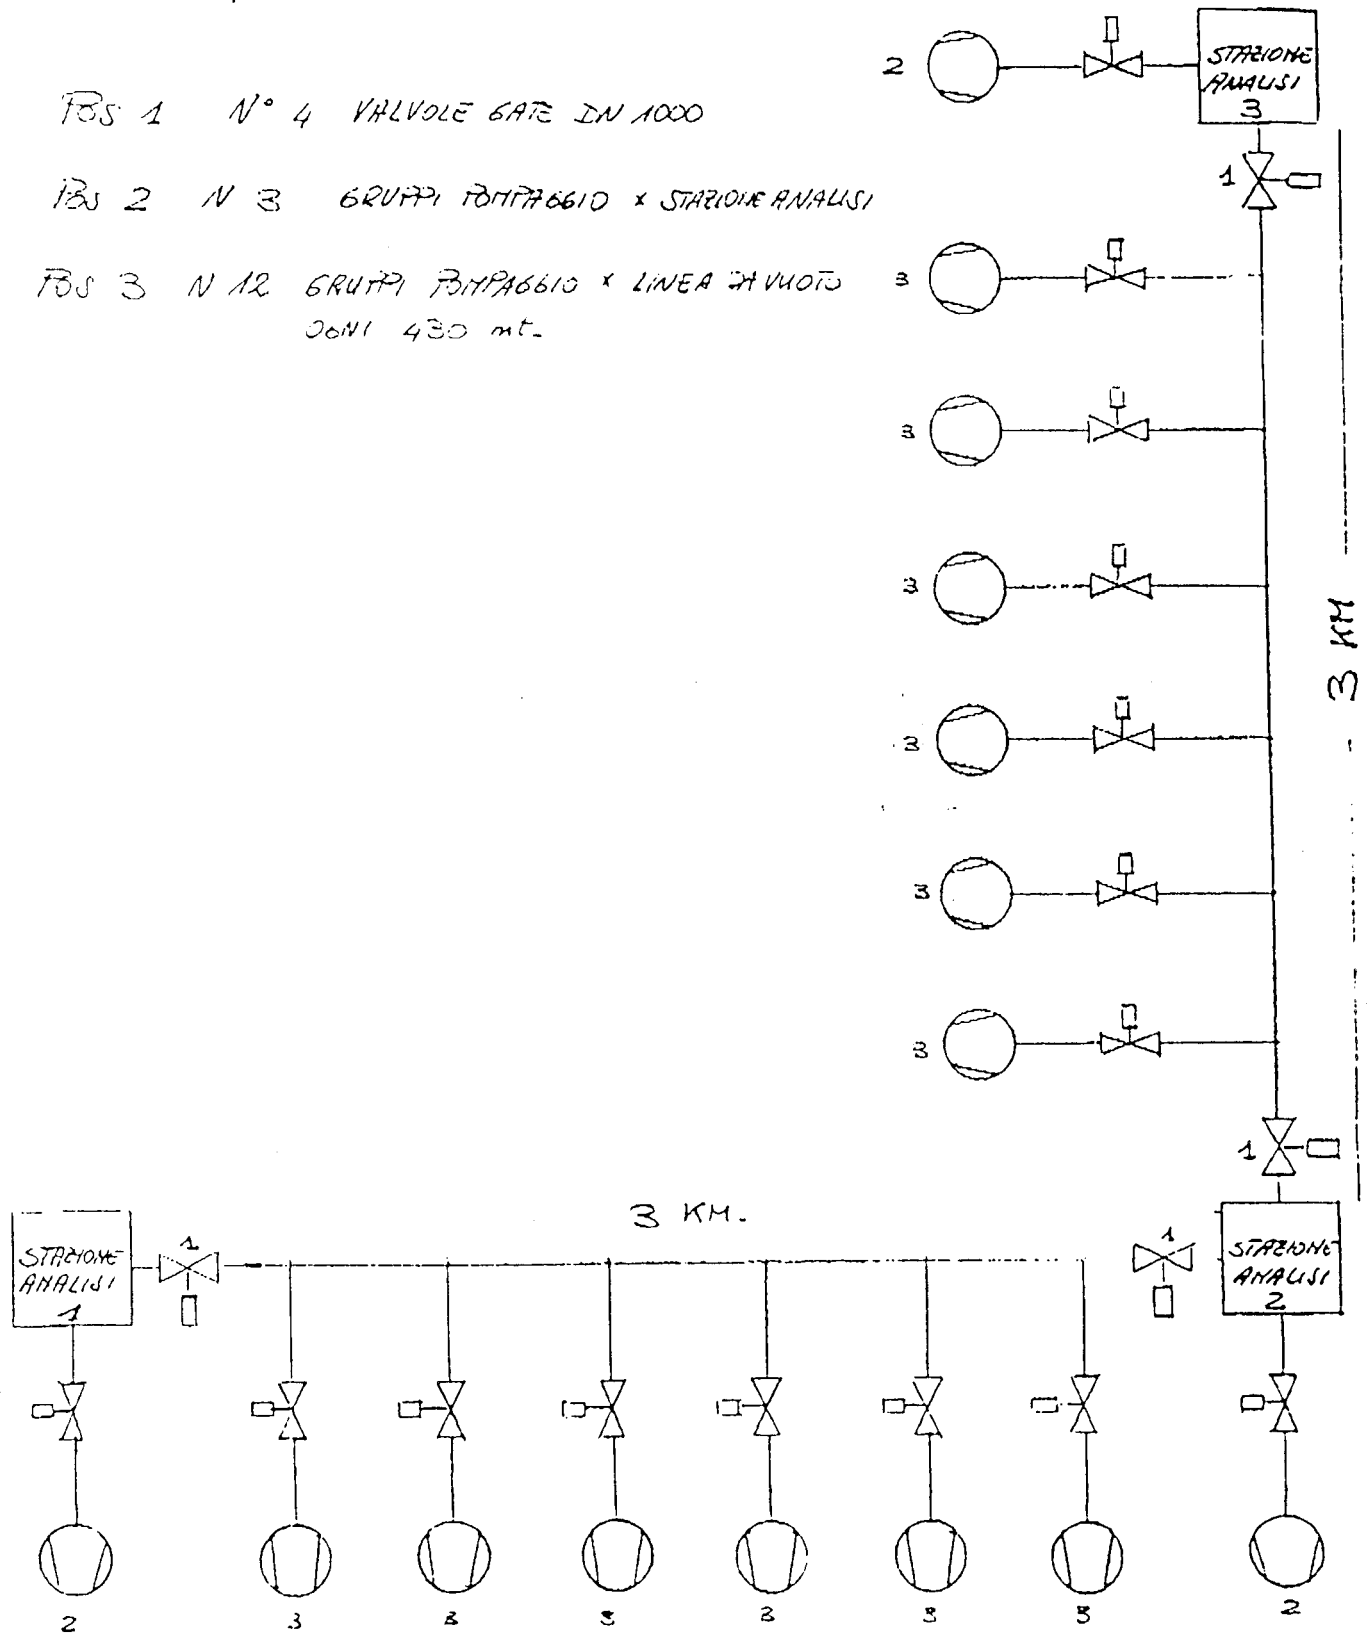 POS 1 N° 4 VALVOLE GATE DN 1000
POS 2 N 3 GRUPPI POMPAGGIO x STAZIONE ANALISI
POS 3 N 12 GRUPPI POMPAGGIO x LINEA DA VUOTO
OGNI 430 mt.
2
STAZIONE
ANALISI
3
1
3
3
3
3
3
3
3 KM
1
3 KM.
STAZIONE
ANALISI
1
1
1
STAZIONE
ANALISI
2
2
3
3
3
3
3
3
2